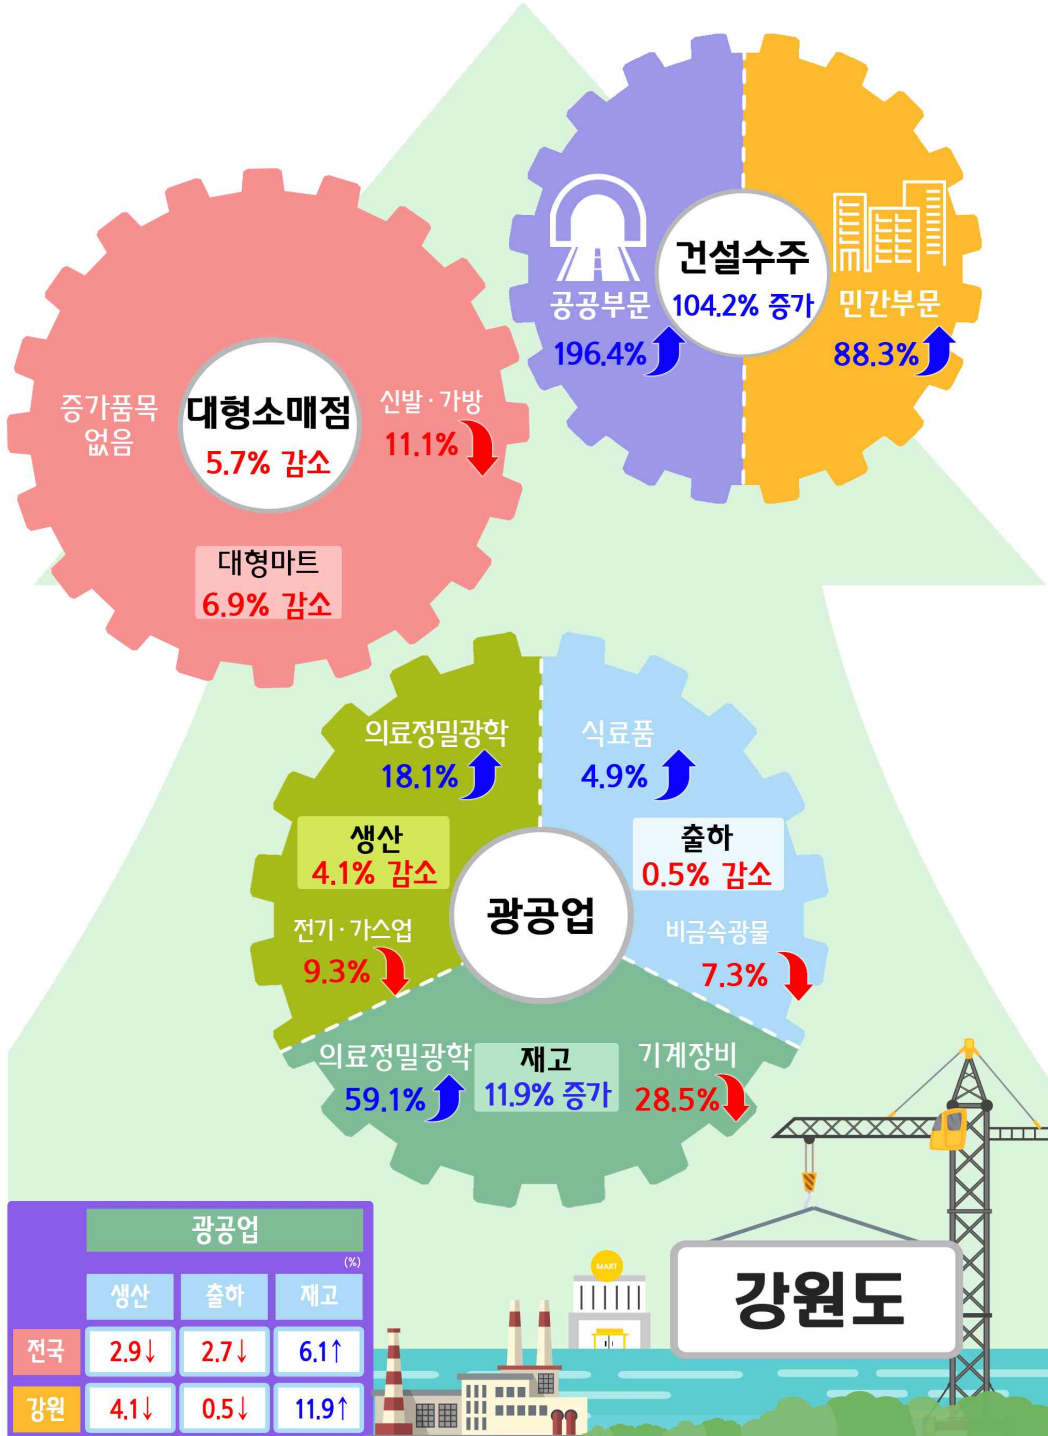 건설수주
104.2% 증가
공공부문
196.4%
민간부문
88.3%
대형소매점
5.7% 감소
증가품목
없음
신발·가방
11.1%
대형마트
6.9% 감소
광공업
의료정밀광학
18.1%
생산
4.1% 감소
전기·가스업
9.3%
식료품
4.9%
출하
0.5% 감소
비금속광물
7.3%
의료정밀광학
59.1%
재고
11.9% 증가
기계장비
28.5%
광공업
(%)
생산 출하 재고
전국 2.9↓ 2.7↓ 6.1↑
강원 4.1↓ 0.5↓ 11.9↑
MART
강원도